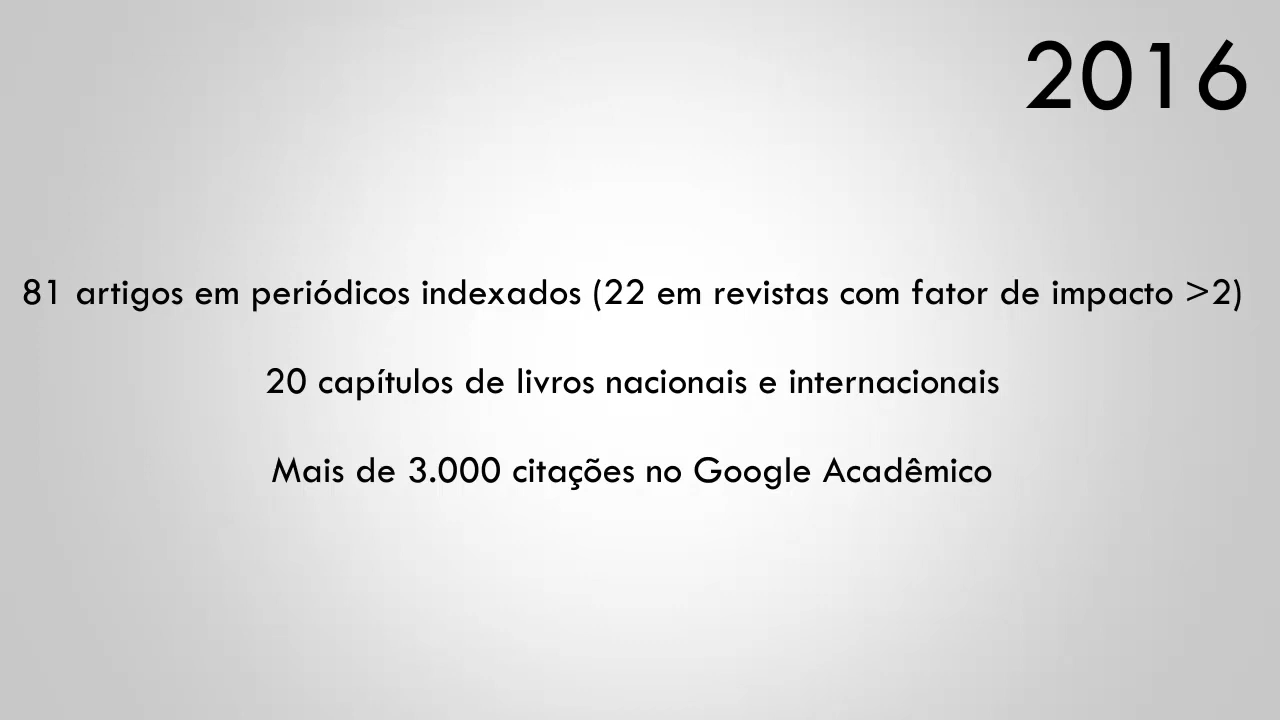 2016
81 artigos em periódicos indexados (22 em revistas com fator de impacto >2)
20 capítulos de livros nacionais e internacionais
Mais de 3.000 citações no Google Acadêmico